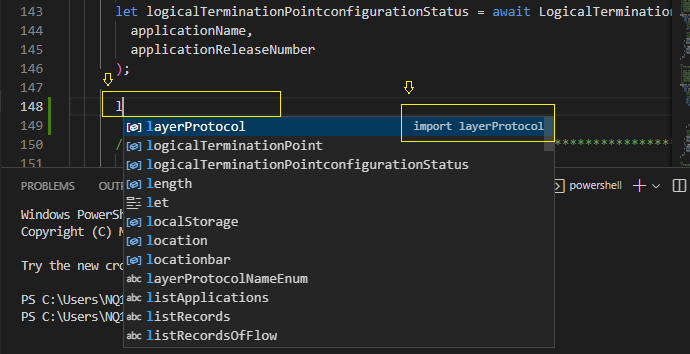 143 let logicalTerminationPointconfigurationStatus = await LogicalTermination
144 applicationName,
145 applicationReleaseNumber
146 );
147
148 l
149
150 /
151
layerProtocol import layerProtocol
logicalTerminationPoint
logicalTerminationPointconfigurationStatus
length
let
localStorage
location
locationbar
abc layerProtocolNameEnum
abc listApplications
abc listRecords
abc listRecordsOfFlow
***************
PROBLEMS OUT powershell
Windows PowerSh
Copyright (C) M
Try the new cro
PS C:\Users\NQ1
PS C:\Users\NQ1